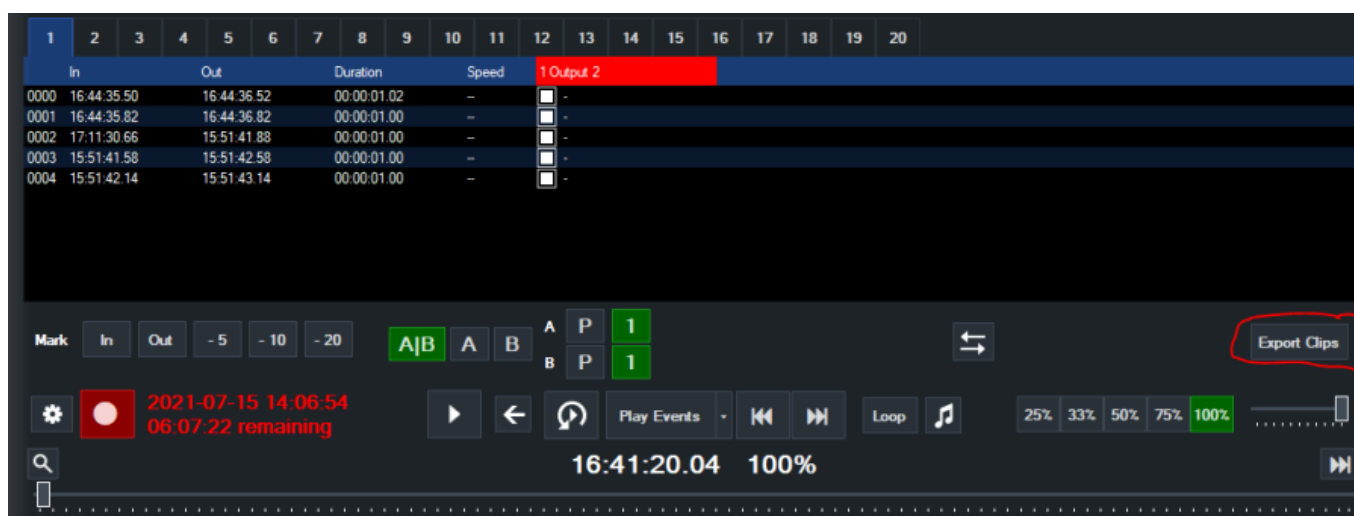 1 2 3 4 5 6 7 8 9 10 11 12 13 14 15 16 17 18 19 20
In Out Duration Speed 1 Output 2
0000 16:44:35.50 16:44:36.52 00:00:01.02 -- -
0001 16:44:35.82 16:44:36.82 00:00:01.00 -- -
0002 17:11:30.66 15:51:41.88 00:00:01.00 -- -
0003 15:51:41.58 15:51:42.58 00:00:01.00 -- -
0004 15:51:42.14 15:51:43.14 00:00:01.00 -- -
A P 1
Mark In Out - 5 - 10 - 20 A|B A B Export Clips
B P 1
2021-07-15 14:06:54
06:07:22 remaining
Play Events Loop 25% 33% 50% 75% 100%
16:41:20.04 100%